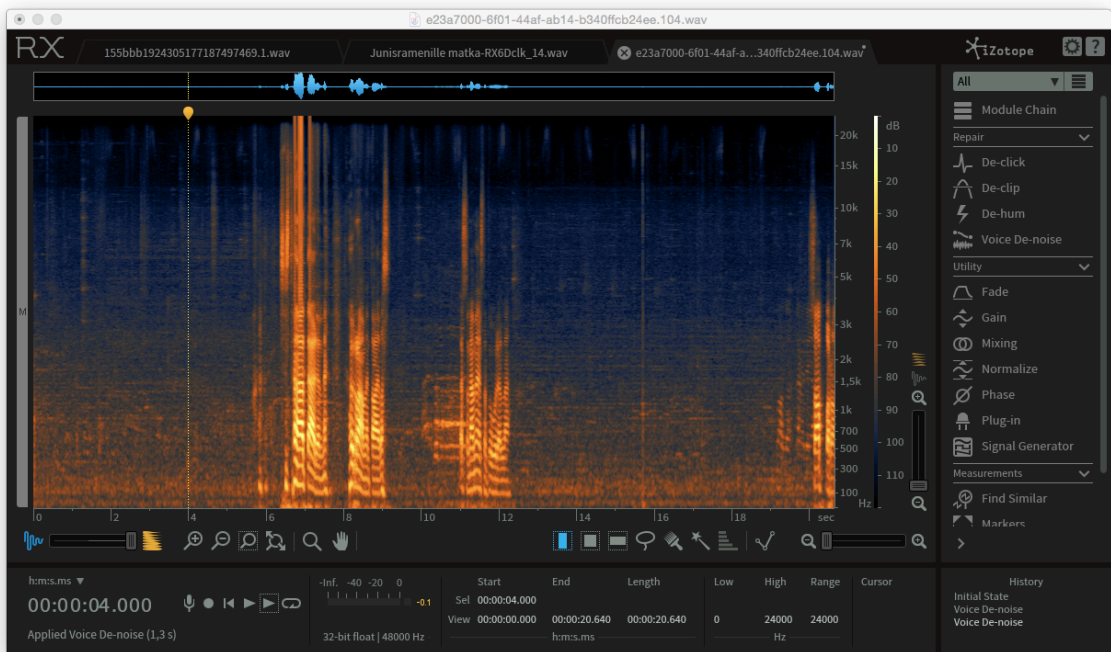 e23a7000-6f01-44af-ab14-b340ffcb24ee.104.wav
RX
155bbb1924305177187497469.1.wav
Junisramenille matka-RX6Dclk_14.wav
e23a7000-6f01-44af-a...340ffcb24ee.104.wav*
iZotope
?
All
Module Chain
Repair
De-click
De-clip
De-hum
Voice De-noise
Utility
Fade
Gain
Mixing
Normalize
Phase
Plug-in
Signal Generator
Measurements
Find Similar
Markers
M
20k
15k
10k
7k
5k
3k
2k
1,5k
1k
700
500
300
100
Hz
dB
10
20
30
40
50
60
70
80
90
100
110
0 2 4 6 8 10 12 14 16 18 sec
h:m:s.ms
00:00:04.000
Applied Voice De-noise (1,3 s)
-Inf. -40 -20 0
-0.1
32-bit float | 48000 Hz
Start End Length
Sel 00:00:04.000
View 00:00:00.000 00:00:20.640 00:00:20.640
h:m:s.ms
Low High Range
0 24000 24000
Hz
Cursor
History
Initial State
Voice De-noise
Voice De-noise